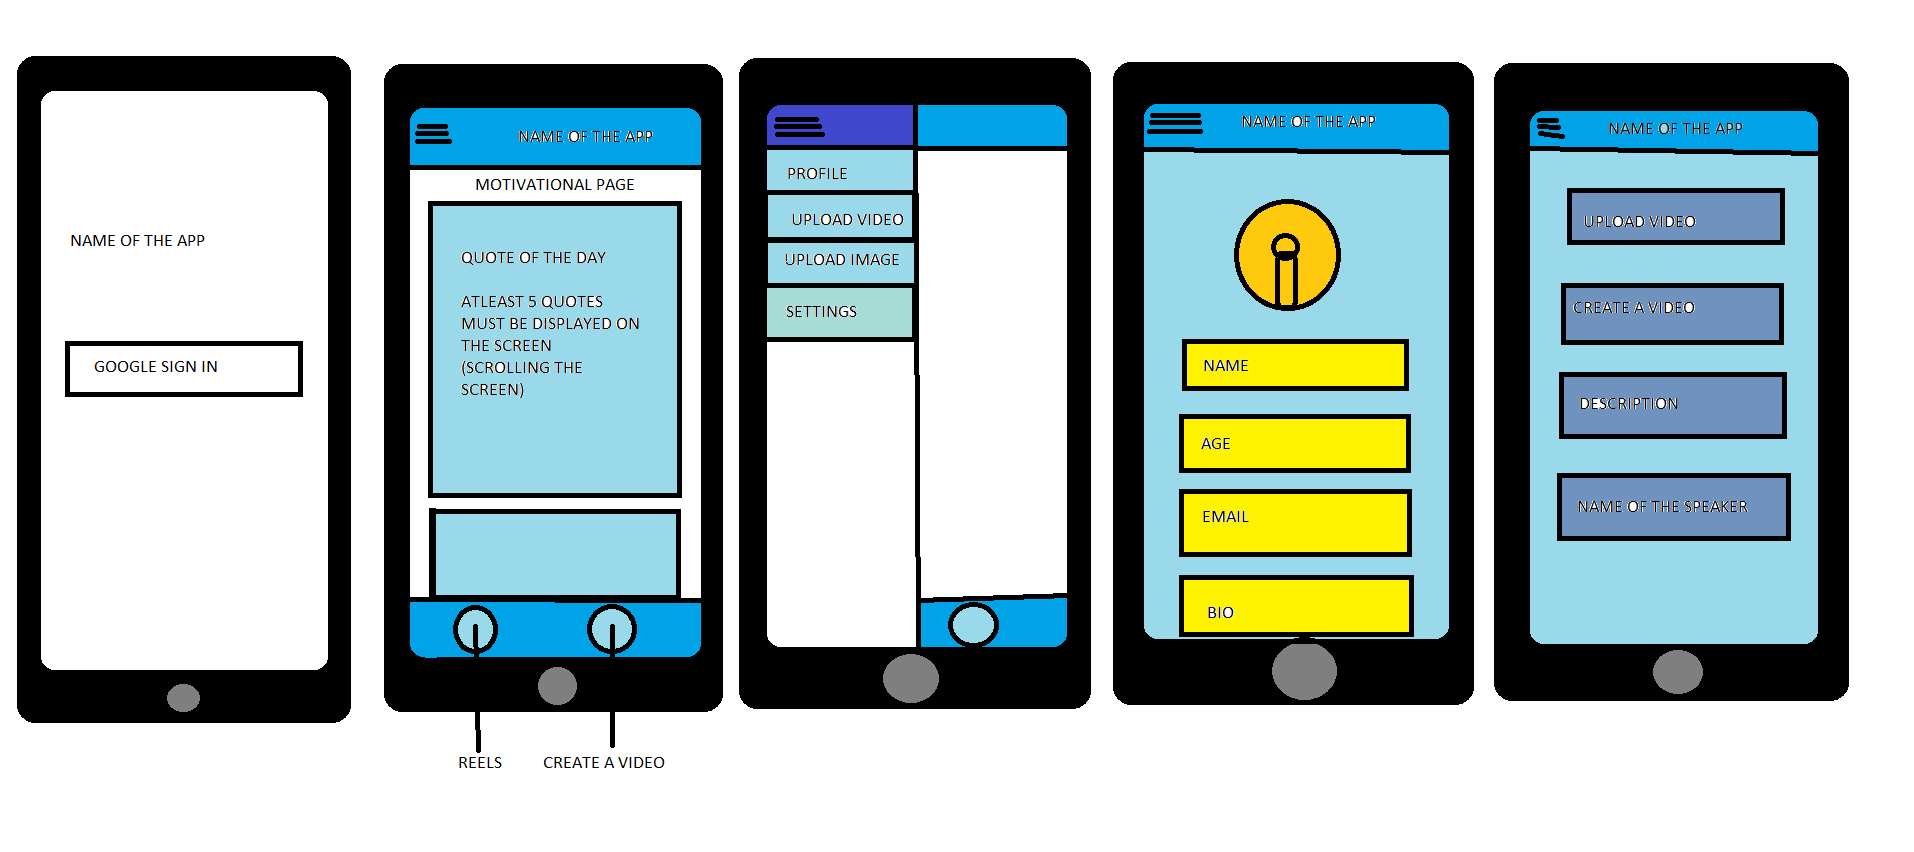 NAME OF THE APP
GOOGLE SIGN IN
NAME OF THE APP
MOTIVATIONAL PAGE
QUOTE OF THE DAY
ATLEAST 5 QUOTES
MUST BE DISPLAYED ON
THE SCREEN
(SCROLLING THE
SCREEN)
REELS
CREATE A VIDEO
PROFILE
UPLOAD VIDEO
UPLOAD IMAGE
SETTINGS
NAME OF THE APP
NAME
AGE
EMAIL
BIO
NAME OF THE APP
UPLOAD VIDEO
CREATE A VIDEO
DESCRIPTION
NAME OF THE SPEAKER